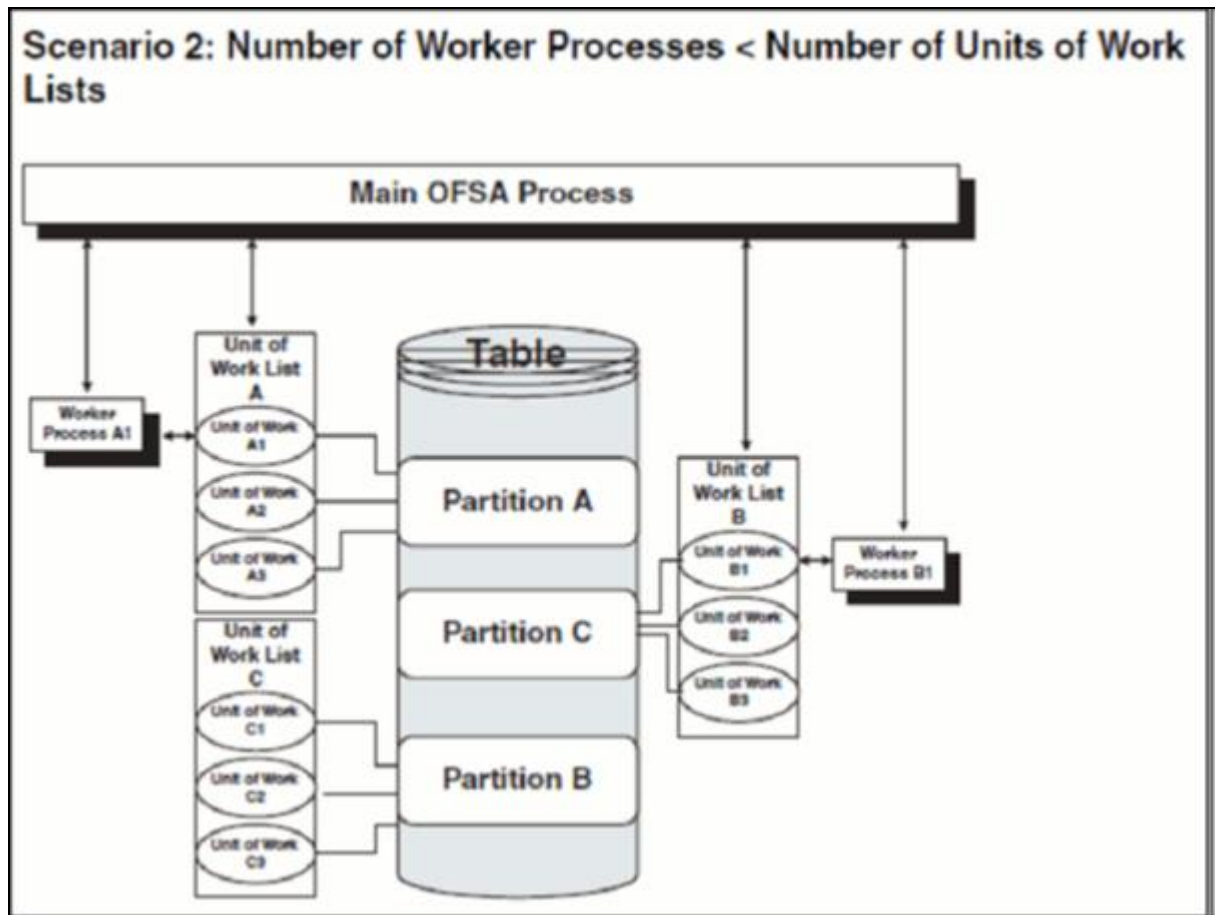 Scenario 2: Number of Worker Processes < Number of Units of Work
Lists
Main OFSA Process
Unit of
Work List
A
Unit of Work
A1
Unit of Work
A2
Unit of Work
A3
Worker
Process A1
Table
Partition A
Partition C
Partition B
Unit of
Work List
B
Unit of Work
B1
Unit of Work
B2
Unit of Work
B3
Worker
Process B1
Unit of
Work List
C
Unit of Work
C1
Unit of Work
C2
Unit of Work
C3